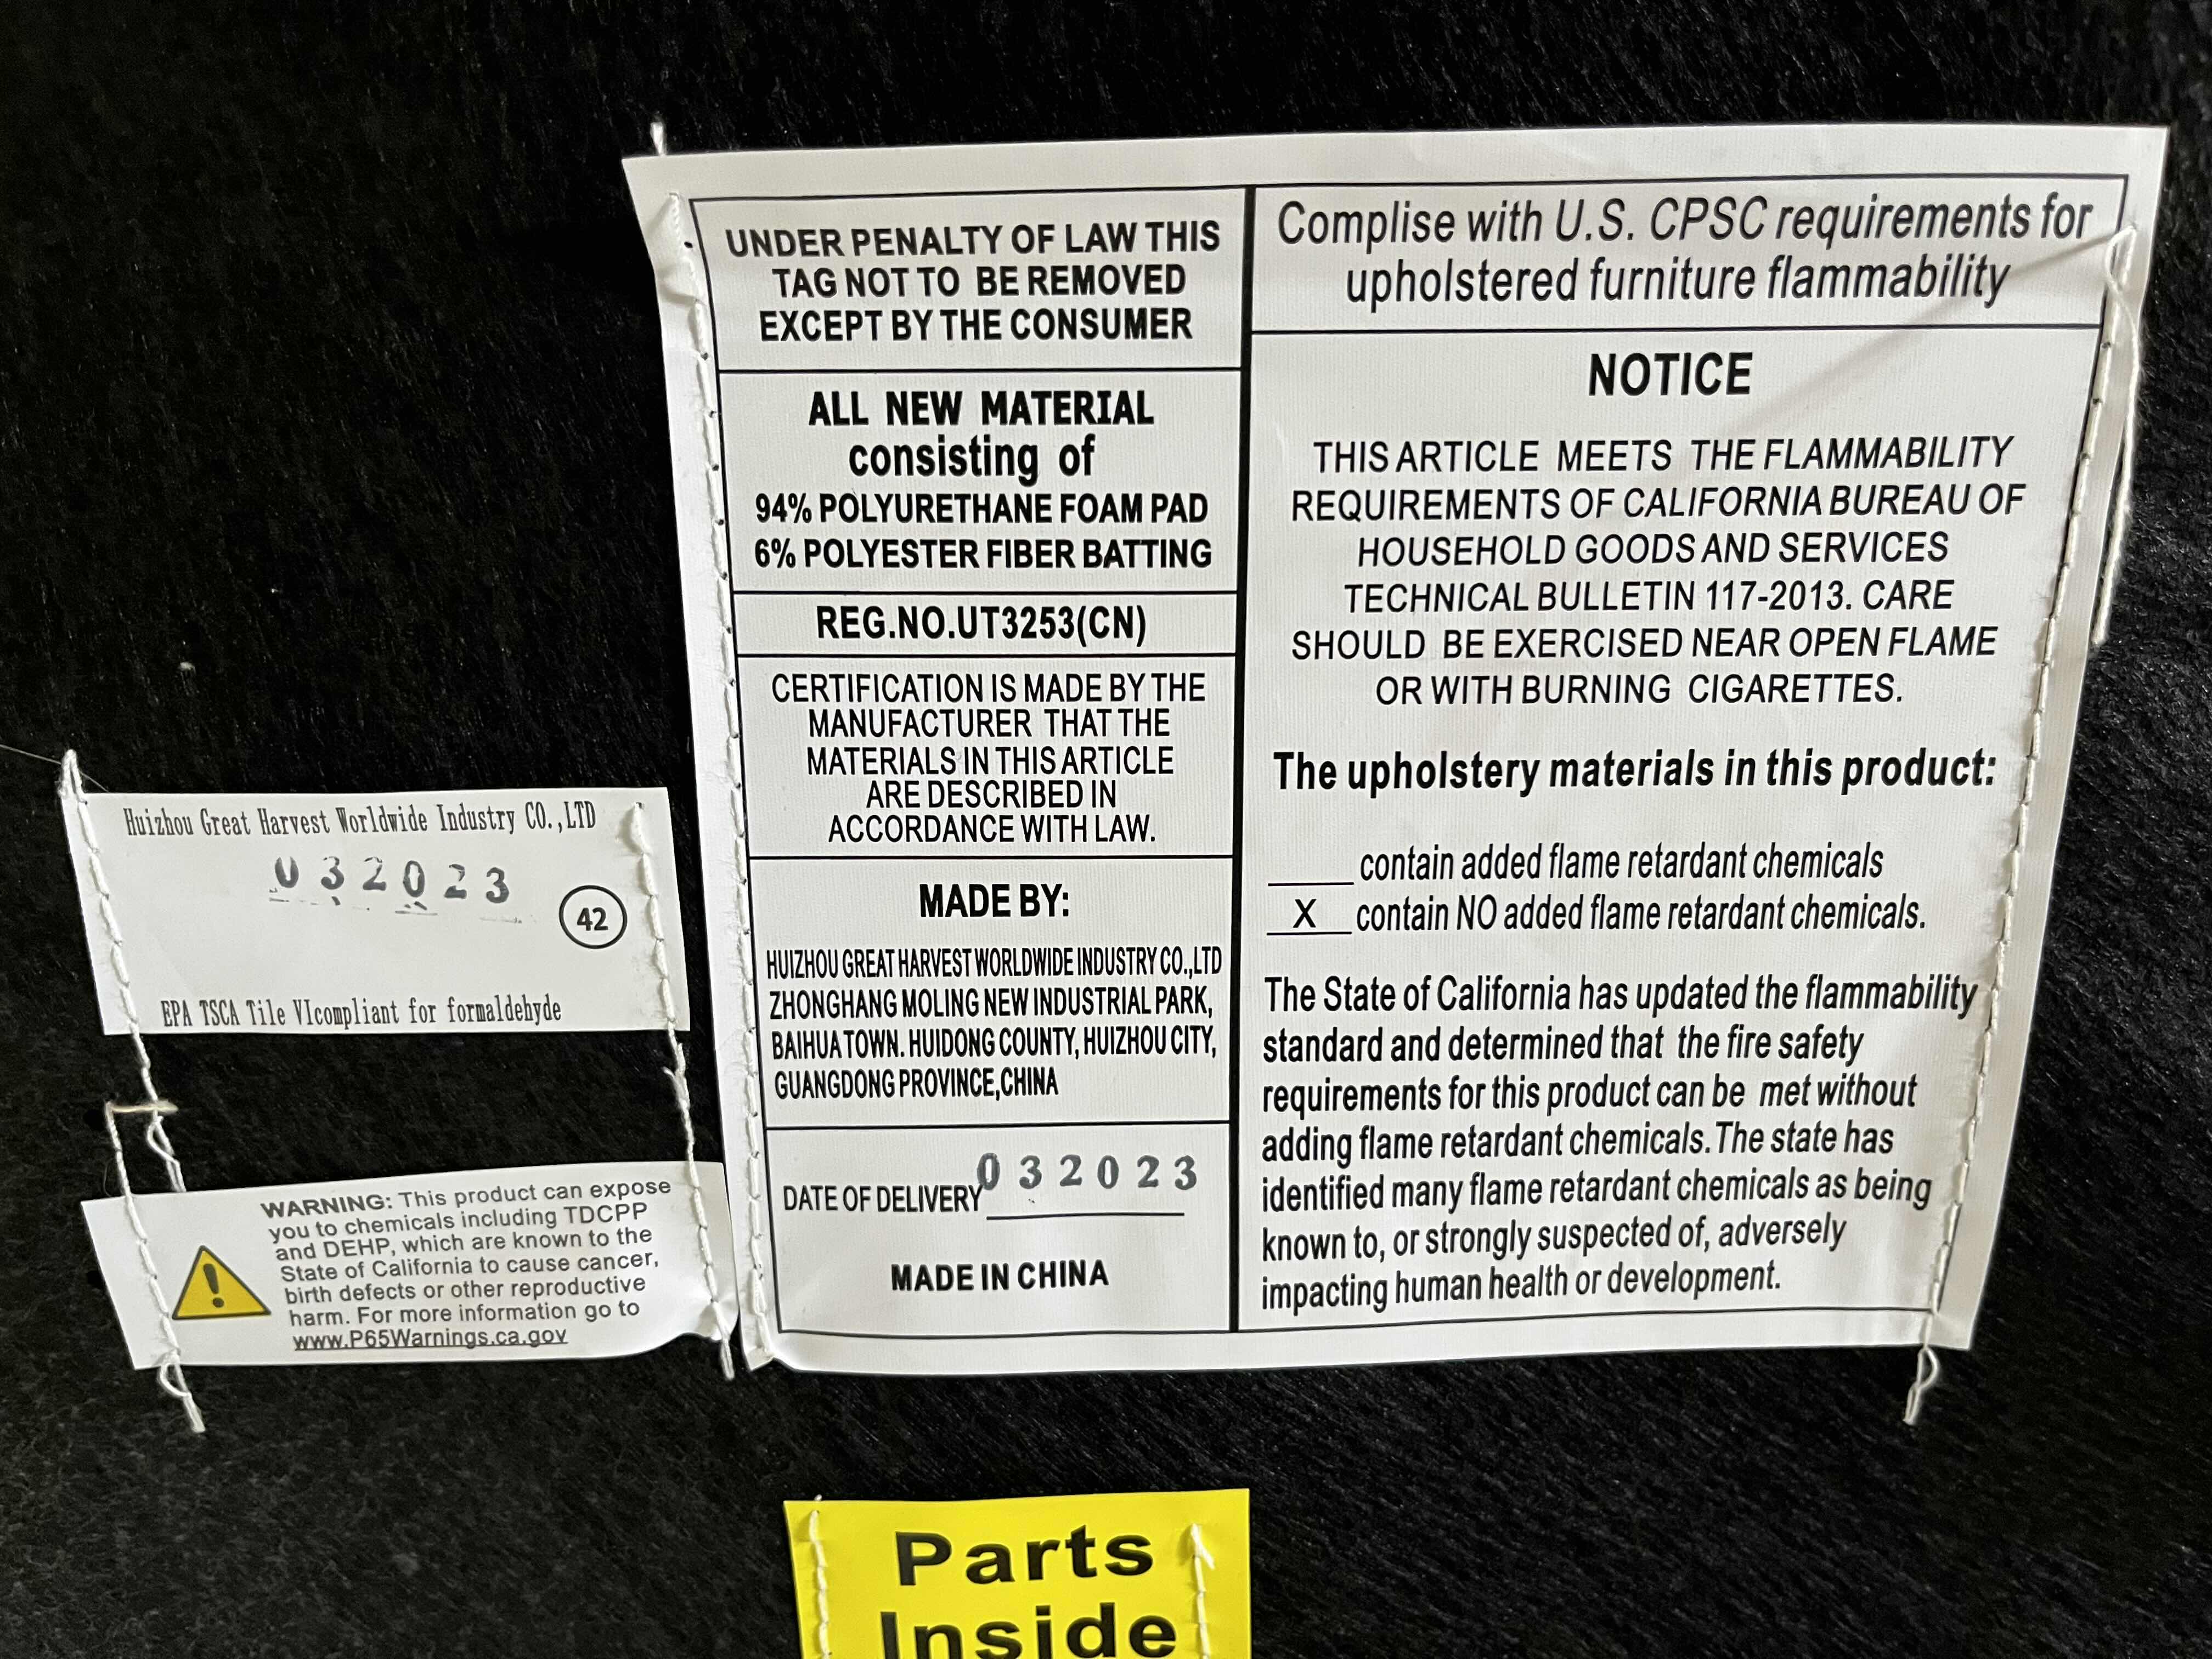 UNDER PENALTY OF LAW THIS
TAG NOT TO BE REMOVED
EXCEPT BY THE CONSUMER
ALL NEW MATERIAL
consisting of
94% POLYURETHANE FOAM PAD
6% POLYESTER FIBER BATTING
REG.NO.UT3253(CN)
CERTIFICATION IS MADE BY THE
MANUFACTURER THAT THE
MATERIALS IN THIS ARTICLE
ARE DESCRIBED IN
ACCORDANCE WITH LAW.
MADE BY:
HUIZHOU GREAT HARVEST WORLDWIDE INDUSTRY CO.,LTD
ZHONGHANG MOLING NEW INDUSTRIAL PARK,
BAIHUA TOWN. HUIDONG COUNTY, HUIZHOU CITY,
GUANGDONG PROVINCE,CHINA
DATE OF DELIVERY 032023
MADE IN CHINA
Complise with U.S. CPSC requirements for
upholstered furniture flammability
NOTICE
THIS ARTICLE MEETS THE FLAMMABILITY
REQUIREMENTS OF CALIFORNIA BUREAU OF
HOUSEHOLD GOODS AND SERVICES
TECHNICAL BULLETIN 117-2013. CARE
SHOULD BE EXERCISED NEAR OPEN FLAME
OR WITH BURNING CIGARETTES.
The upholstery materials in this product:
____ contain added flame retardant chemicals
X contain NO added flame retardant chemicals.
The State of California has updated the flammability
standard and determined that the fire safety
requirements for this product can be met without
adding flame retardant chemicals. The state has
identified many flame retardant chemicals as being
known to, or strongly suspected of, adversely
impacting human health or development.
Huizhou Great Harvest Worldwide Industry CO.,LTD
032023
42
EPA TSCA Tile VIcompliant for formaldehyde
WARNING: This product can expose
you to chemicals including TDCPP
and DEHP, which are known to the
State of California to cause cancer,
birth defects or other reproductive
harm. For more information go to
www.P65Warnings.ca.gov
Parts
Inside